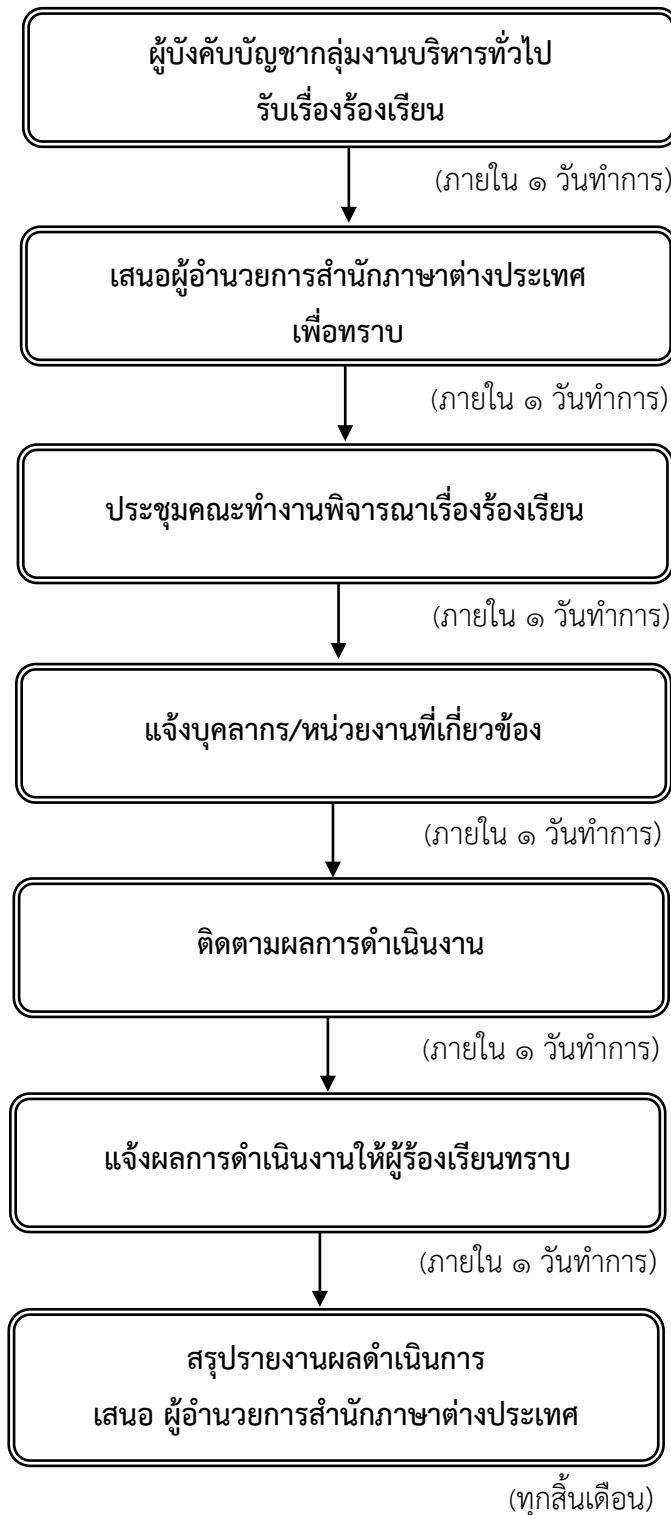 ผู้บังคับบัญชากลุ่มงานบริหารทั่วไป
รับเรื่องร้องเรียน
(ภายใน ๑ วันทำการ)
เสนอผู้อำนวยการสำนักภาษาต่างประเทศ
เพื่อทราบ
(ภายใน ๑ วันทำการ)
ประชุมคณะทำงานพิจารณาเรื่องร้องเรียน
(ภายใน ๑ วันทำการ)
แจ้งบุคลากร/หน่วยงานที่เกี่ยวข้อง
(ภายใน ๑ วันทำการ)
ติดตามผลการดำเนินงาน
(ภายใน ๑ วันทำการ)
แจ้งผลการดำเนินงานให้ผู้ร้องเรียนทราบ
(ภายใน ๑ วันทำการ)
สรุปรายงานผลดำเนินการ
เสนอ ผู้อำนวยการสำนักภาษาต่างประเทศ
(ทุกสิ้นเดือน)